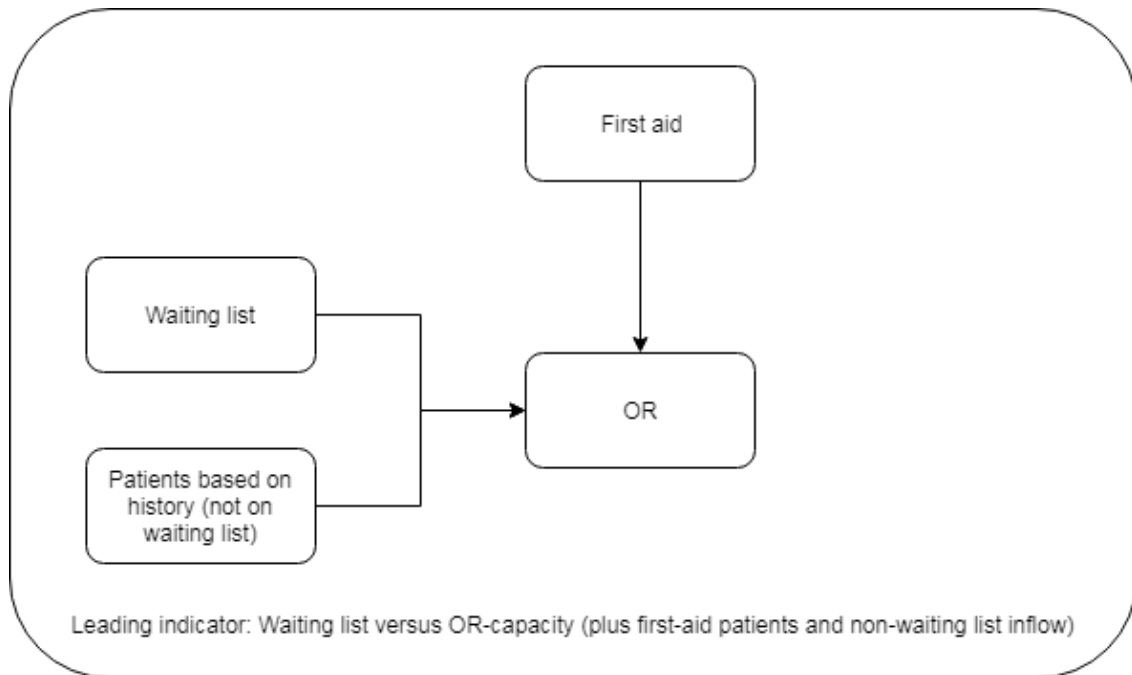 First aid
Waiting list
OR
Patients based on
history (not on
waiting list)
Leading indicator: Waiting list versus OR-capacity (plus first-aid patients and non-waiting list inflow)